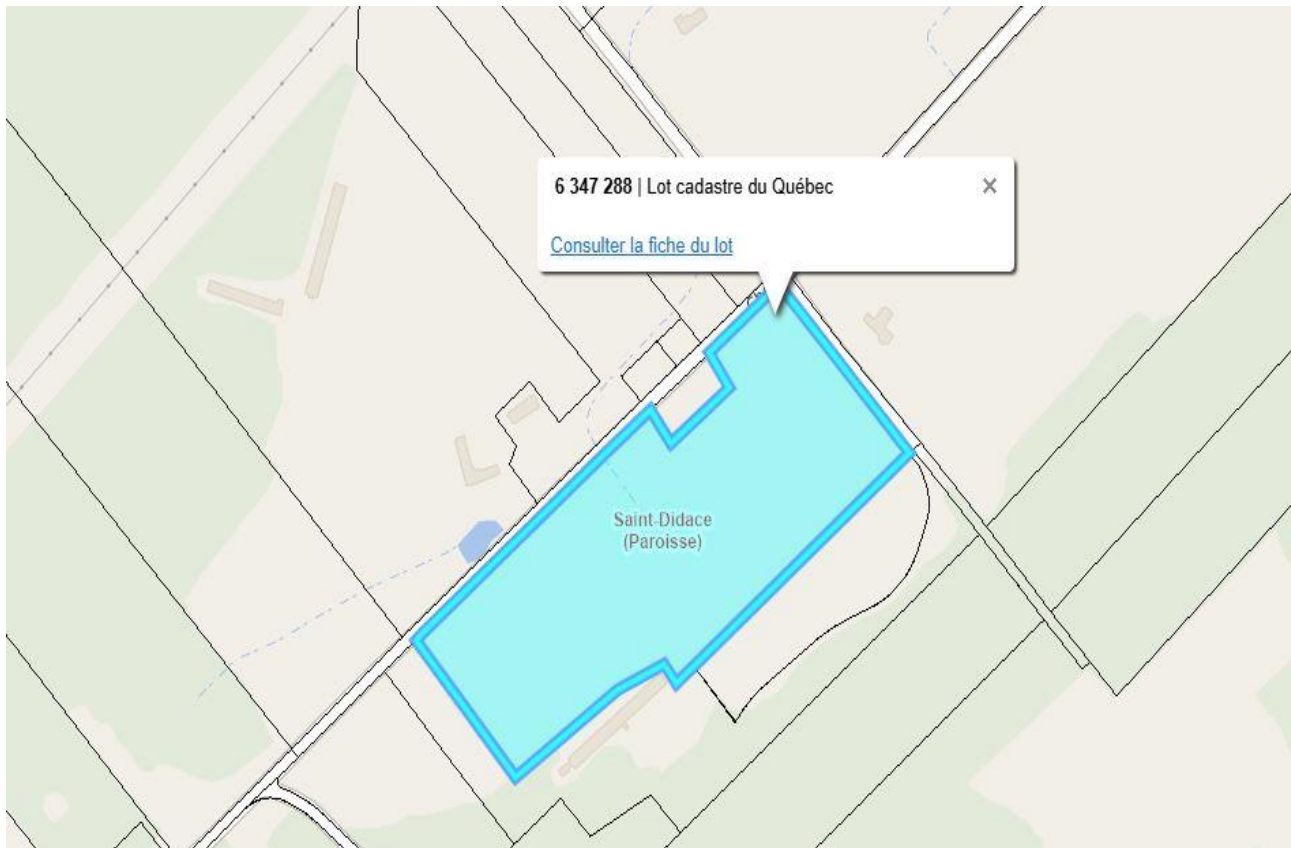 6 347 288 | Lot cadastre du Québec ×
Consulter la fiche du lot
Saint-Didace
(Paroisse)